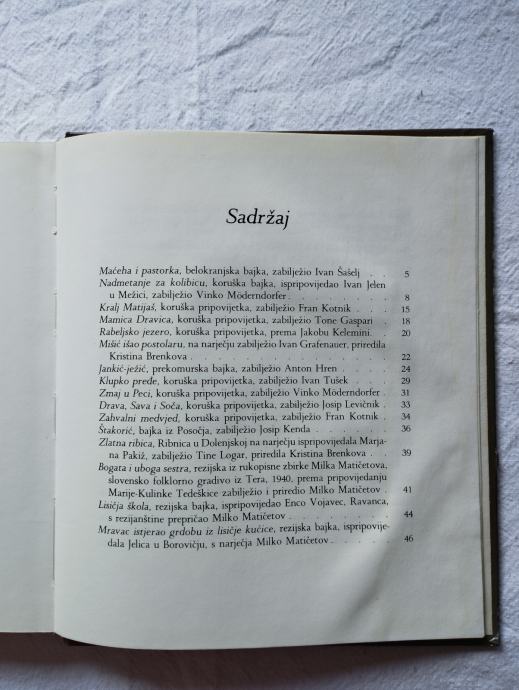 Sadržaj
Maćeha i pastorka, belokranjska bajka, zabilježio Ivan Šašelj . . 5
Nadmetanje za kolibicu, koruška bajka, ispripovijedao Ivan Jelen
u Mežici, zabilježio Vinko Möderndorfer . . . . . . 8
Kralj Matijaš, koruška pripovijetka, zabilježio Fran Kotnik . . . 15
Mamica Dravica, koruška pripovijetka, zabilježio Tone Gaspari . 18
Rabeljsko jezero, koruška pripovijetka, prema Jakobu Kelemini. . 20
Mišić išao postolaru, na narječju zabilježio Ivan Grafenauer, priredila
Kristina Brenkova . . . . . . . . . . . . 22
Jankić-ježić, prekomurska bajka, zabilježio Anton Hren . . . . 24
Klupko pređe, koruška pripovijetka, zabilježio Ivan Tušek . . . 29
Zmaj u Peci, koruška pripovijetka, zabilježio Vinko Möderndorfer . 31
Drava, Sava i Soča, koruška pripovijetka, zabilježio Josip Levičnik . 33
Zahvalni medvjed, koruška pripovijetka, zabilježio Fran Kotnik . . 34
Štakorić, bajka iz Posočja, zabilježio Josip Kenda . . . . . 36
Zlatna ribica, Ribnica u Dolenjskoj na narječju ispripovijedala Marja-
na Pakiž, zabilježio Tine Logar, priredila Kristina Brenkova . . 39
Bogata i uboga sestra, rezijska iz rukopisne zbirke Milka Matičetova,
slovensko folklorno gradivo iz Tera, 1940, prema pripovijedanju
Marije-Kulinke Tedeškice zabilježio i priredio Milko Matičetov . 41
Lisičja škola, rezijska bajka, ispripovijedao Enco Vojavec, Ravanca,
s rezijanštine prepričao Milko Matičetov . . . . . . . 44
Mravac istjerao grdobu iz lisičje kućice, rezijska bajka, ispripovije-
dala Jelica u Borovičju, s narječja Milko Matičetov . . . . . 46